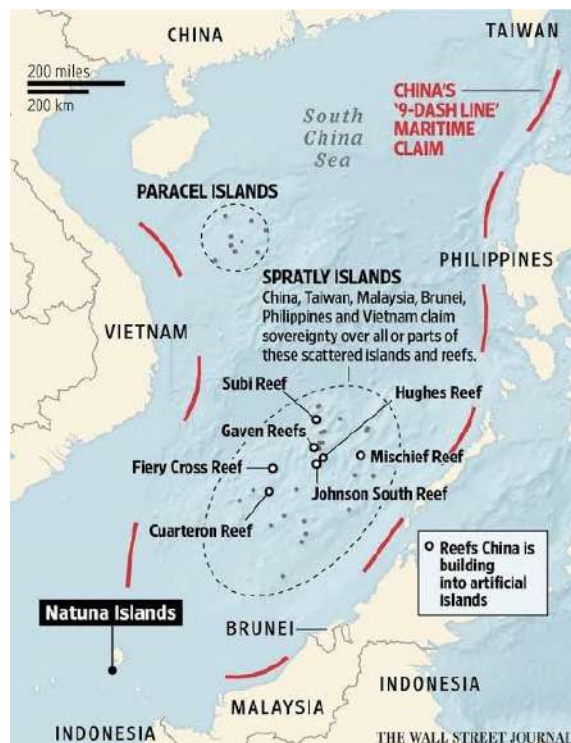 CHINA
TAIWAN
200 miles
200 km
CHINA'S
'9-DASH LINE'
MARITIME
CLAIM
South
China
Sea
PARACEL ISLANDS
PHILIPPINES
SPRATLY ISLANDS
China, Taiwan, Malaysia, Brunei,
Philippines and Vietnam claim
sovereignty over all or parts of
these scattered islands and reefs.
VIETNAM
Subi Reef
Hughes Reef
Gaven Reefs
Mischief Reef
Fiery Cross Reef
Johnson South Reef
Cuarteron Reef
Reefs China is
building
into artificial
islands
Natuna Islands
BRUNEI
INDONESIA
MALAYSIA
INDONESIA
THE WALL STREET JOURNAL